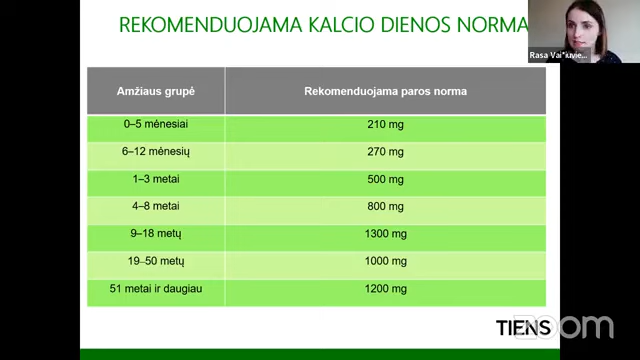 REKOMENDUOJAMA KALCIO DIENOS NORMA
Amžiaus grupė Rekomenduojama paros norma
0–5 mėnesiai 210 mg
6–12 mėnesių 270 mg
1–3 metai 500 mg
4–8 metai 800 mg
9–18 metų 1300 mg
19–50 metų 1000 mg
51 metai ir daugiau 1200 mg
Rasa
TIENS
zoom